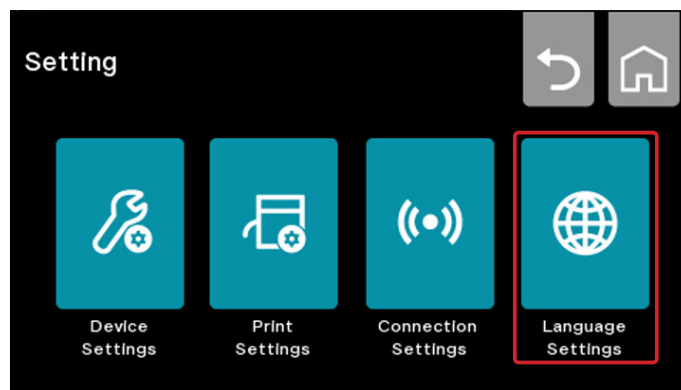 Setting
Device
Settings
Print
Settings
Connection
Settings
Language
Settings